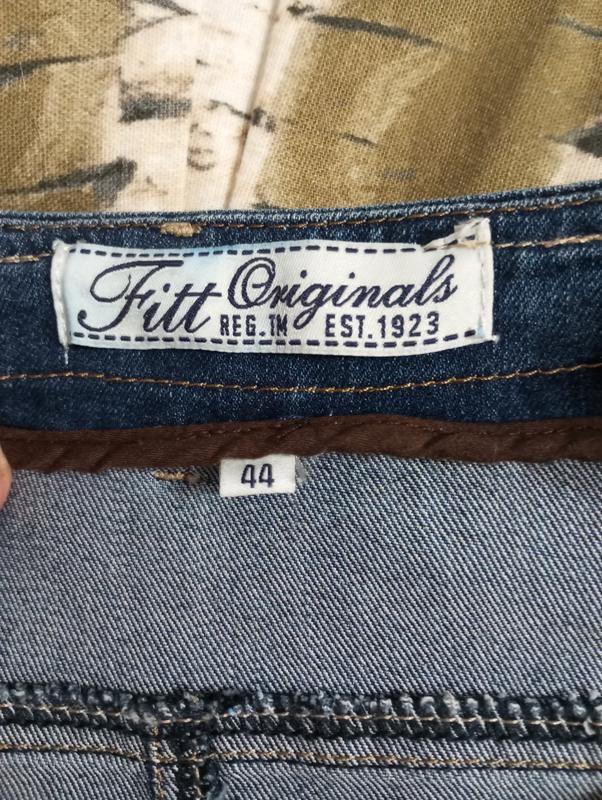 Fitt Originals
REG.TM EST.1923
44